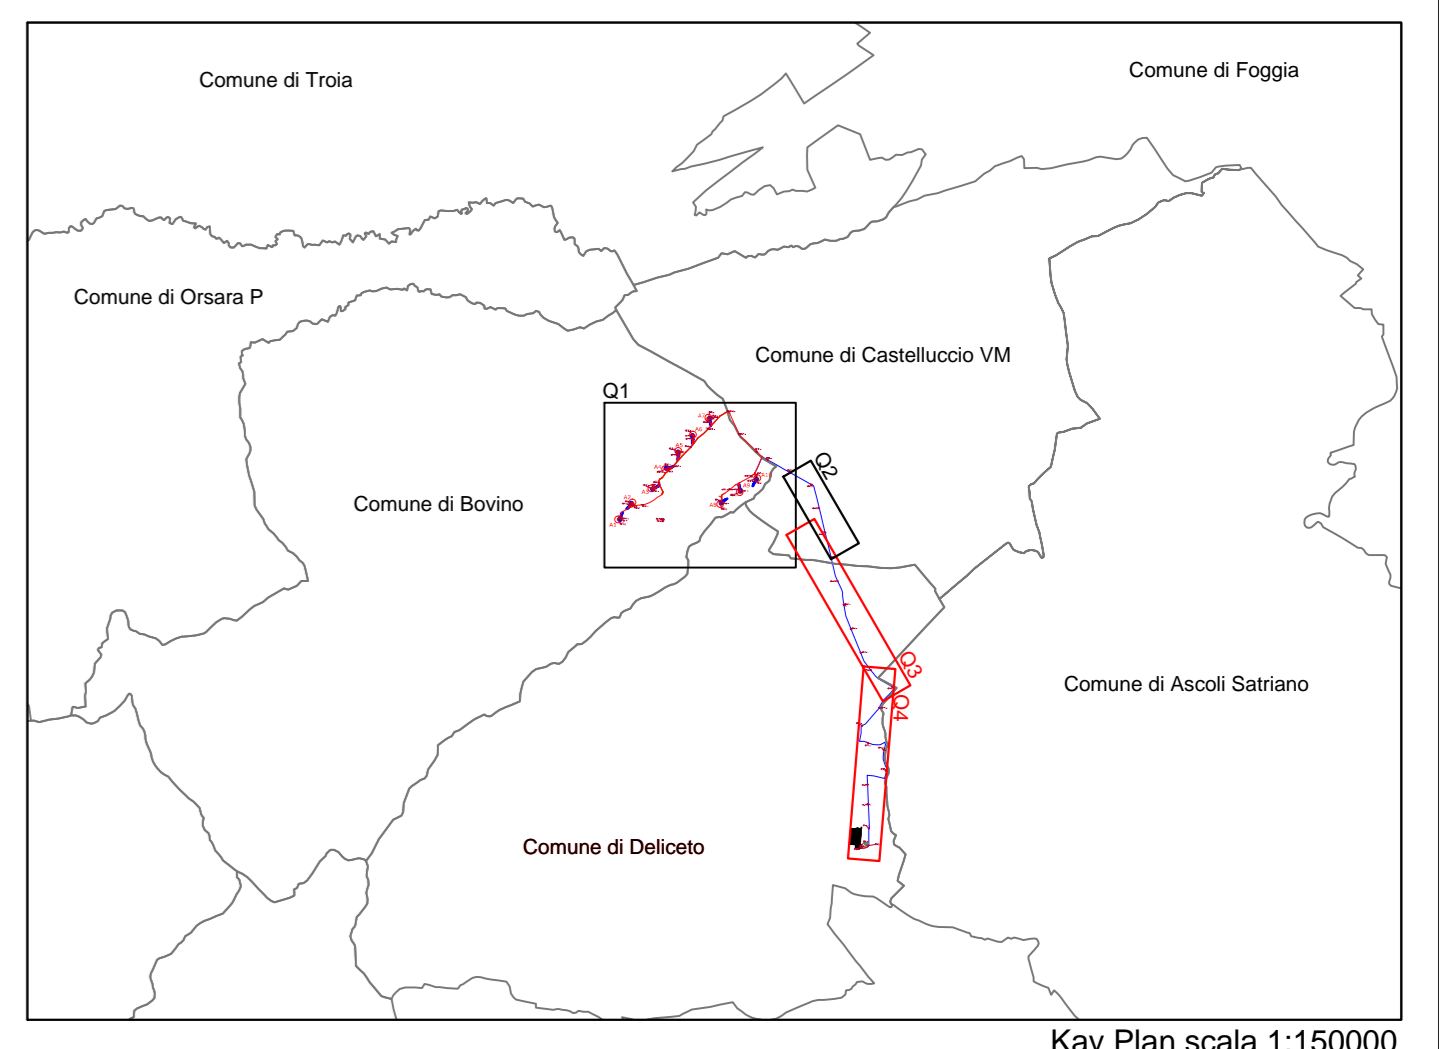 Comune di Troia
Comune di Foggia
Comune di Orsara P
Comune di Castelluccio VM
Q1
Q2
Comune di Bovino
Q3
Q4
Comune di Ascoli Satriano
Comune di Deliceto
Kay Plan scala 1:150000